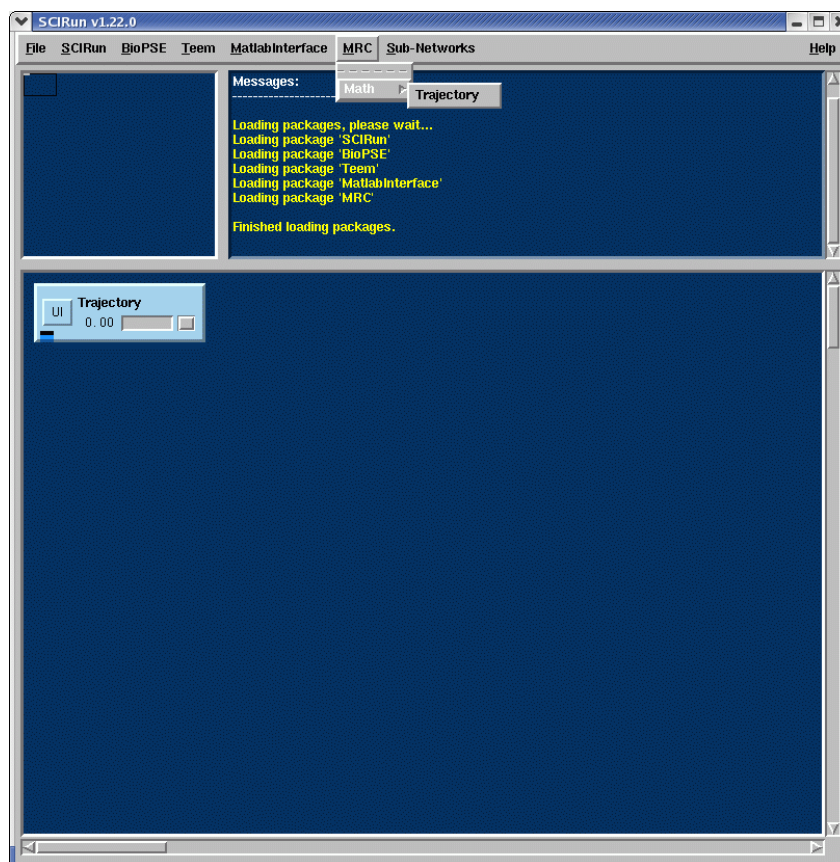 SCIRun v1.22.0
File SCIRun BioPSE Teem MatlabInterface MRC Sub-Networks Help
Messages:
Math
Trajectory
Loading packages, please wait...
Loading package 'SCIRun'
Loading package 'BioPSE'
Loading package 'Teem'
Loading package 'MatlabInterface'
Loading package 'MRC'
Finished loading packages.
UI
Trajectory
0.00